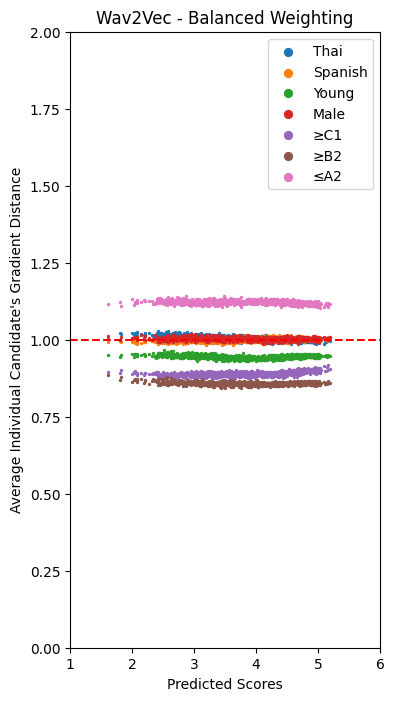 Wav2Vec - Balanced Weighting
Average Individual Candidate's Gradient Distance
2.00
1.75
1.50
1.25
1.00
0.75
0.50
0.25
0.00
Thai
Spanish
Young
Male
≥C1
≥B2
≤A2
1 2 3 4 5 6
Predicted Scores